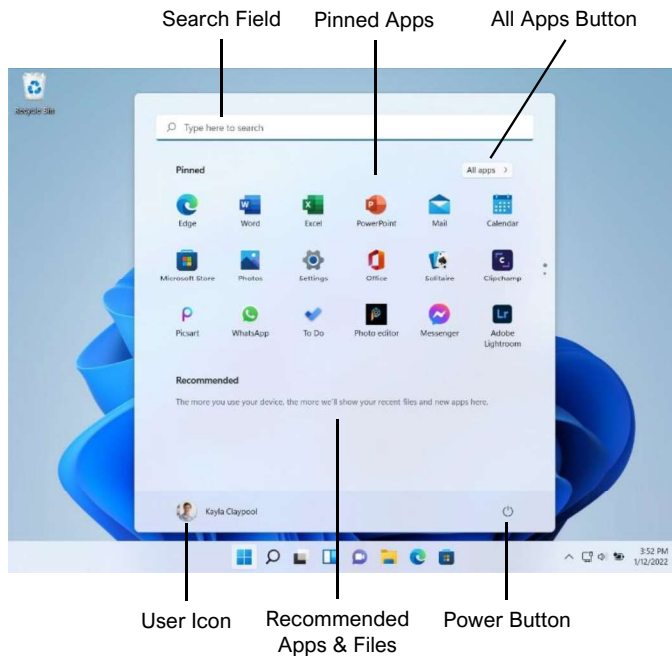 Search Field
Pinned Apps
All Apps Button
Recycle Bin
Type here to search
Pinned
All apps
Edge
Word
Excel
PowerPoint
Mail
Calendar
Microsoft Store
Photos
Settings
Office
Solitaire
Clipchamp
Picsart
WhatsApp
To Do
Photo editor
Messenger
Adobe
Lightroom
Recommended
The more you use your device, the more we'll show your recent files and new apps here.
Kayla Claypool
3:52 PM
1/12/2022
User Icon
Recommended
Apps & Files
Power Button